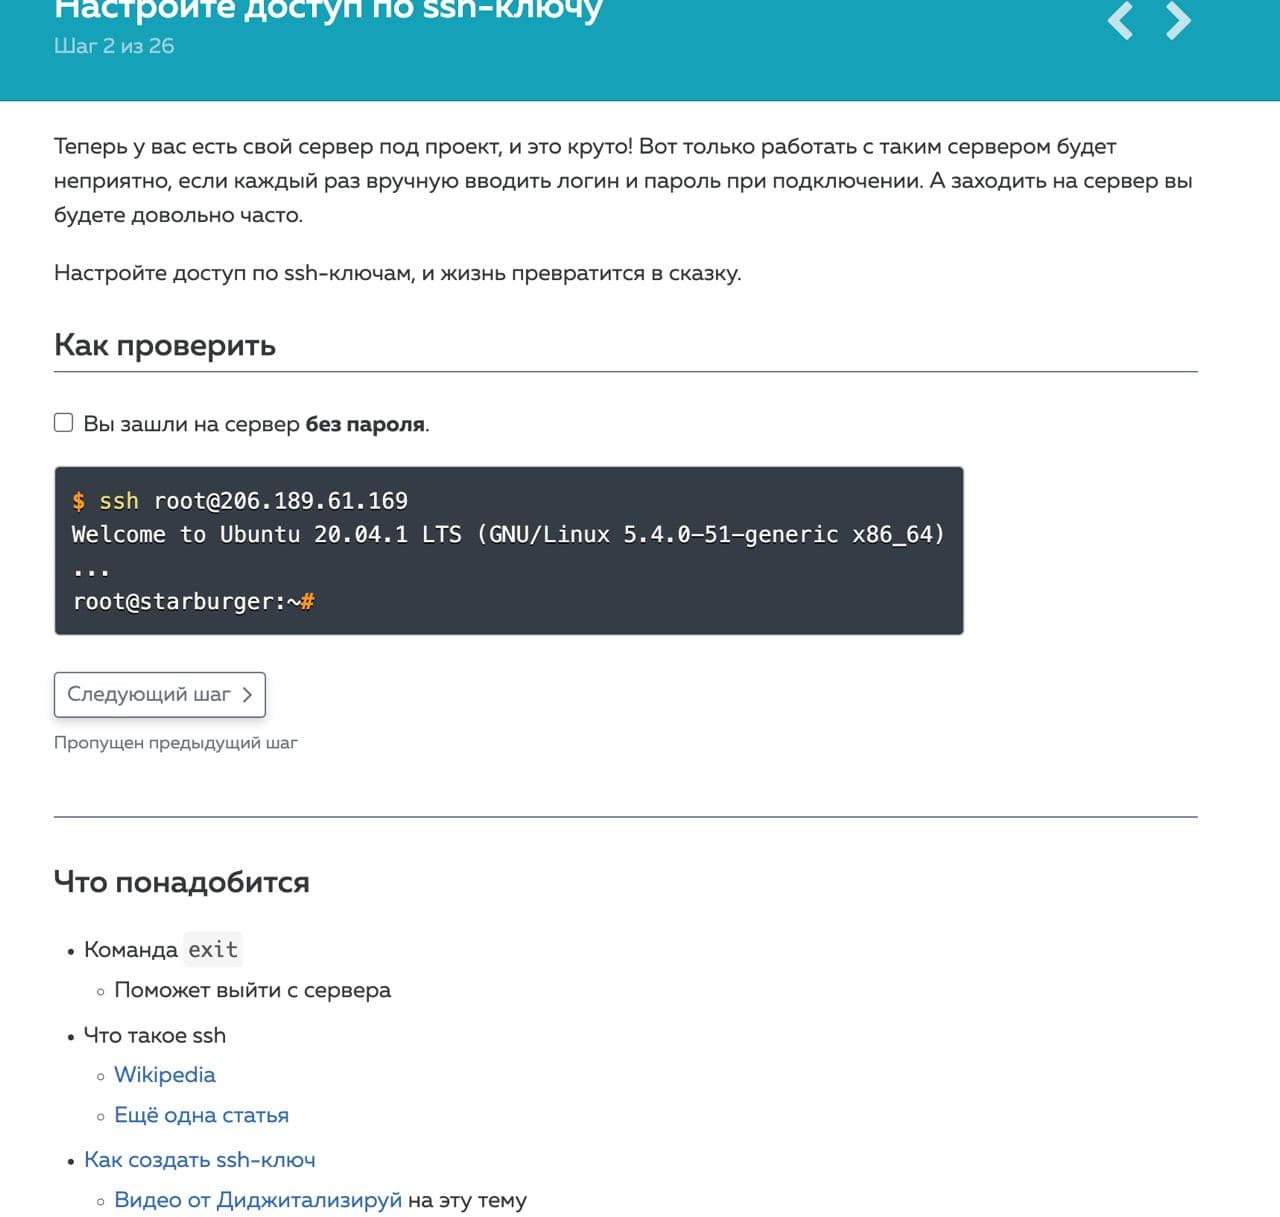 Настройте доступ по ssh-ключу
Шаг 2 из 26
Теперь у вас есть свой сервер под проект, и это круто! Вот только работать с таким сервером будет
неприятно, если каждый раз вручную вводить логин и пароль при подключении. А заходить на сервер вы
будете довольно часто.
Настройте доступ по ssh-ключам, и жизнь превратится в сказку.
Как проверить
Вы зашли на сервер без пароля.
$ ssh root@206.189.61.169
Welcome to Ubuntu 20.04.1 LTS (GNU/Linux 5.4.0-51-generic x86_64)
...
root@starburger:~#
Следующий шаг
Пропущен предыдущий шаг
Что понадобится
Команда exit
Поможет выйти с сервера
Что такое ssh
Wikipedia
Ещё одна статья
Как создать ssh-ключ
Видео от Диджитализируй на эту тему